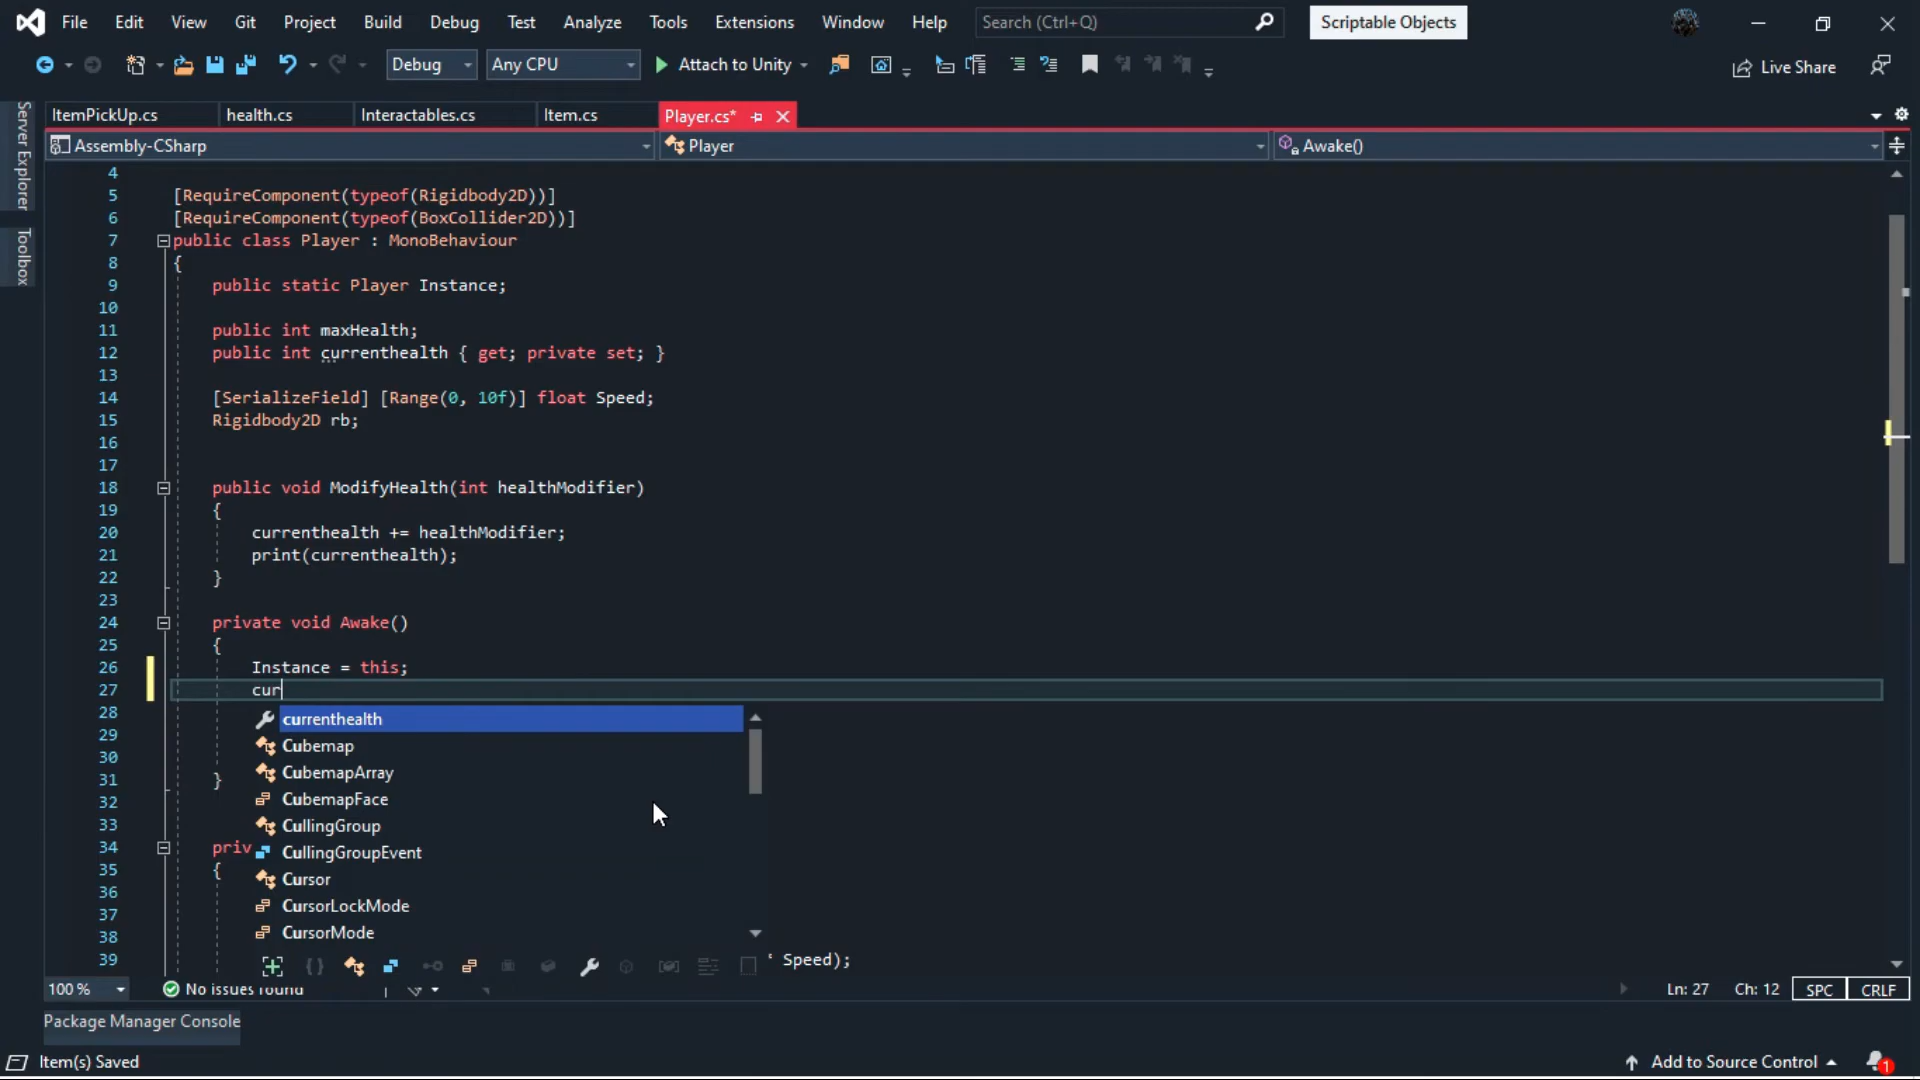 File Edit View Git Project Build Debug Test Analyze Tools Extensions Window Help Search (Ctrl+Q) Scriptable Objects
Debug Any CPU Attach to Unity Live Share
ItemPickUp.cs health.cs Interactables.cs Item.cs Player.cs*
Assembly-CSharp Player Awake()
Server Explorer
Toolbox
4
5 [RequireComponent(typeof(Rigidbody2D))]
6 [RequireComponent(typeof(BoxCollider2D))]
7 public class Player : MonoBehaviour
8 {
9 public static Player Instance;
10
11 public int maxHealth;
12 public int currenthealth { get; private set; }
13
14 [SerializeField] [Range(0, 10f)] float Speed;
15 Rigidbody2D rb;
16
17
18 public void ModifyHealth(int healthModifier)
19 {
20 currenthealth += healthModifier;
21 print(currenthealth);
22 }
23
24 private void Awake()
25 {
26 Instance = this;
27 cur
28 currenthealth
29 Cubemap
30 CubemapArray
31 }
32 CubemapFace
33 CullingGroup
34 priv CullingGroupEvent
35 { Cursor
36 CursorLockMode
37
38 CursorMode
39 * Speed);
100 % No issues found Ln: 27 Ch: 12 SPC CRLF
Package Manager Console
Item(s) Saved Add to Source Control 1